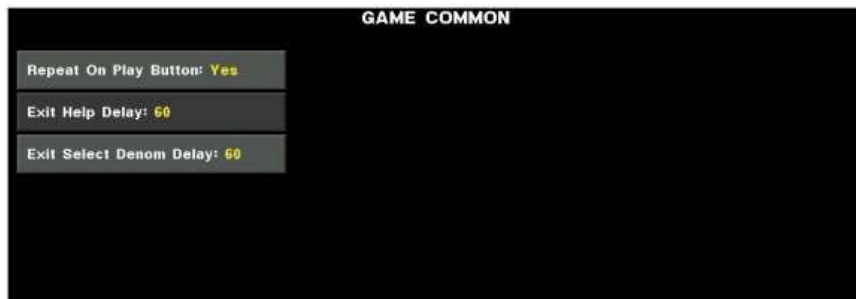 GAME COMMON
Repeat On Play Button: Yes
Exit Help Delay: 60
Exit Select Denom Delay: 60